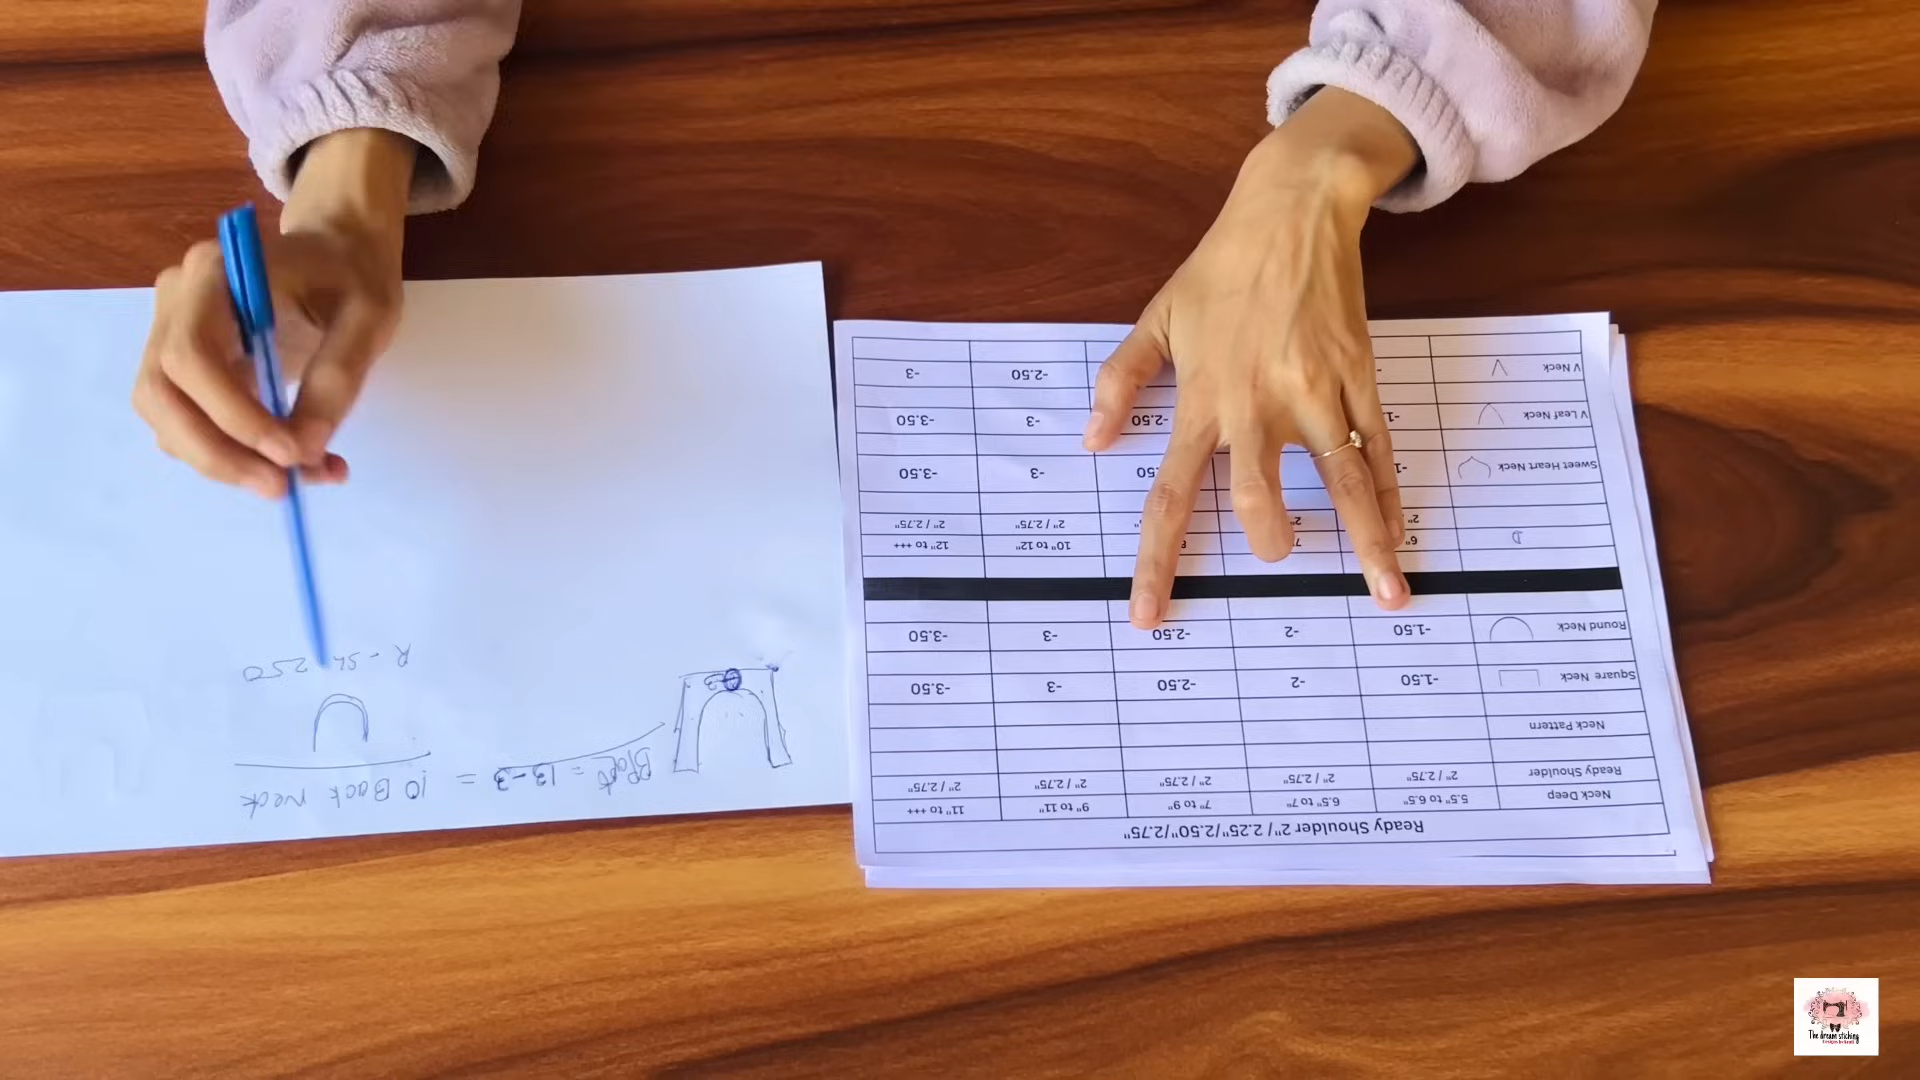 Ready Shoulder 2"/ 2.25"/2.50"/2.75"
Neck Deep 5.5" to 6.5" 6.5" to 7" 7" to 9" 9" to 11" 11" to +++
Ready Shoulder 2" / 2.75" 2" / 2.75" 2" / 2.75" 2" / 2.75" 2" / 2.75"
Neck Pattern
Square Neck -1.50 -2 -2.50 -3 -3.50
Round Neck -1.50 -2 -2.50 -3 -3.50
D 6" 10" to 12" 12" to +++
2" 2" 2" / 2.75" 2" / 2.75"
Sweet Heart Neck -3 -3.50
V Leaf Neck -2.50 -3 -3.50
V Neck -2.50 -3
= 13-3 = 10 Back neck
R - Sh 250
The dream stiching